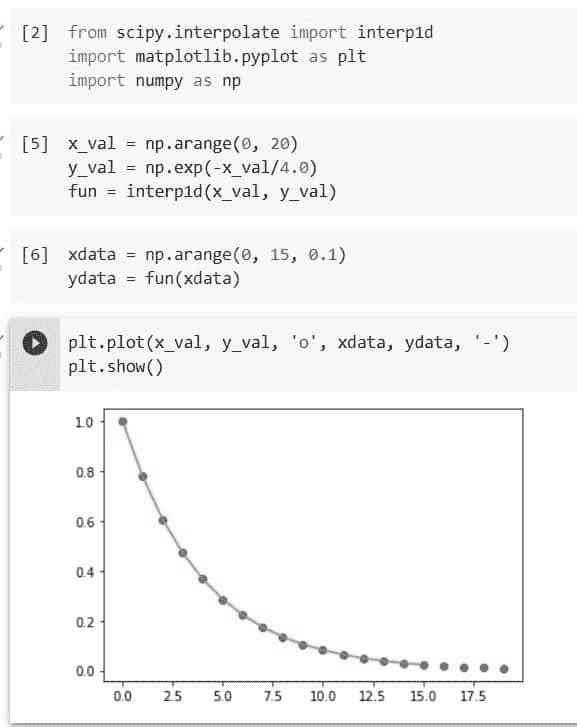 [2] from scipy.interpolate import interp1d
import matplotlib.pyplot as plt
import numpy as np
[5] x_val = np.arange(0, 20)
y_val = np.exp(-x_val/4.0)
fun = interp1d(x_val, y_val)
[6] xdata = np.arange(0, 15, 0.1)
ydata = fun(xdata)
plt.plot(x_val, y_val, 'o', xdata, ydata, '-')
plt.show()
1.0
0.8
0.6
0.4
0.2
0.0
0.0 2.5 5.0 7.5 10.0 12.5 15.0 17.5